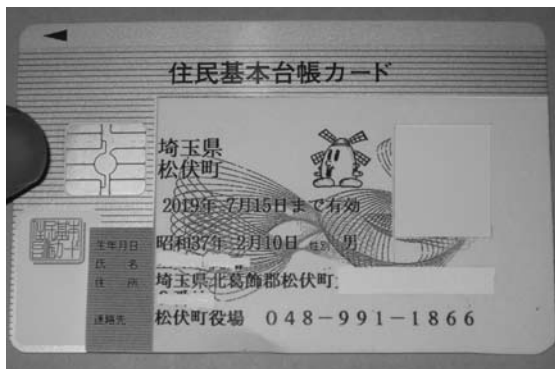 住民基本台帳カード
埼玉県
松伏町
2019年 7月15日まで有効
生年月日 昭和37年 2月10日 性別 男
氏 名
住 所 埼玉県北葛飾郡松伏町
連絡先 松伏町役場 048-991-1866